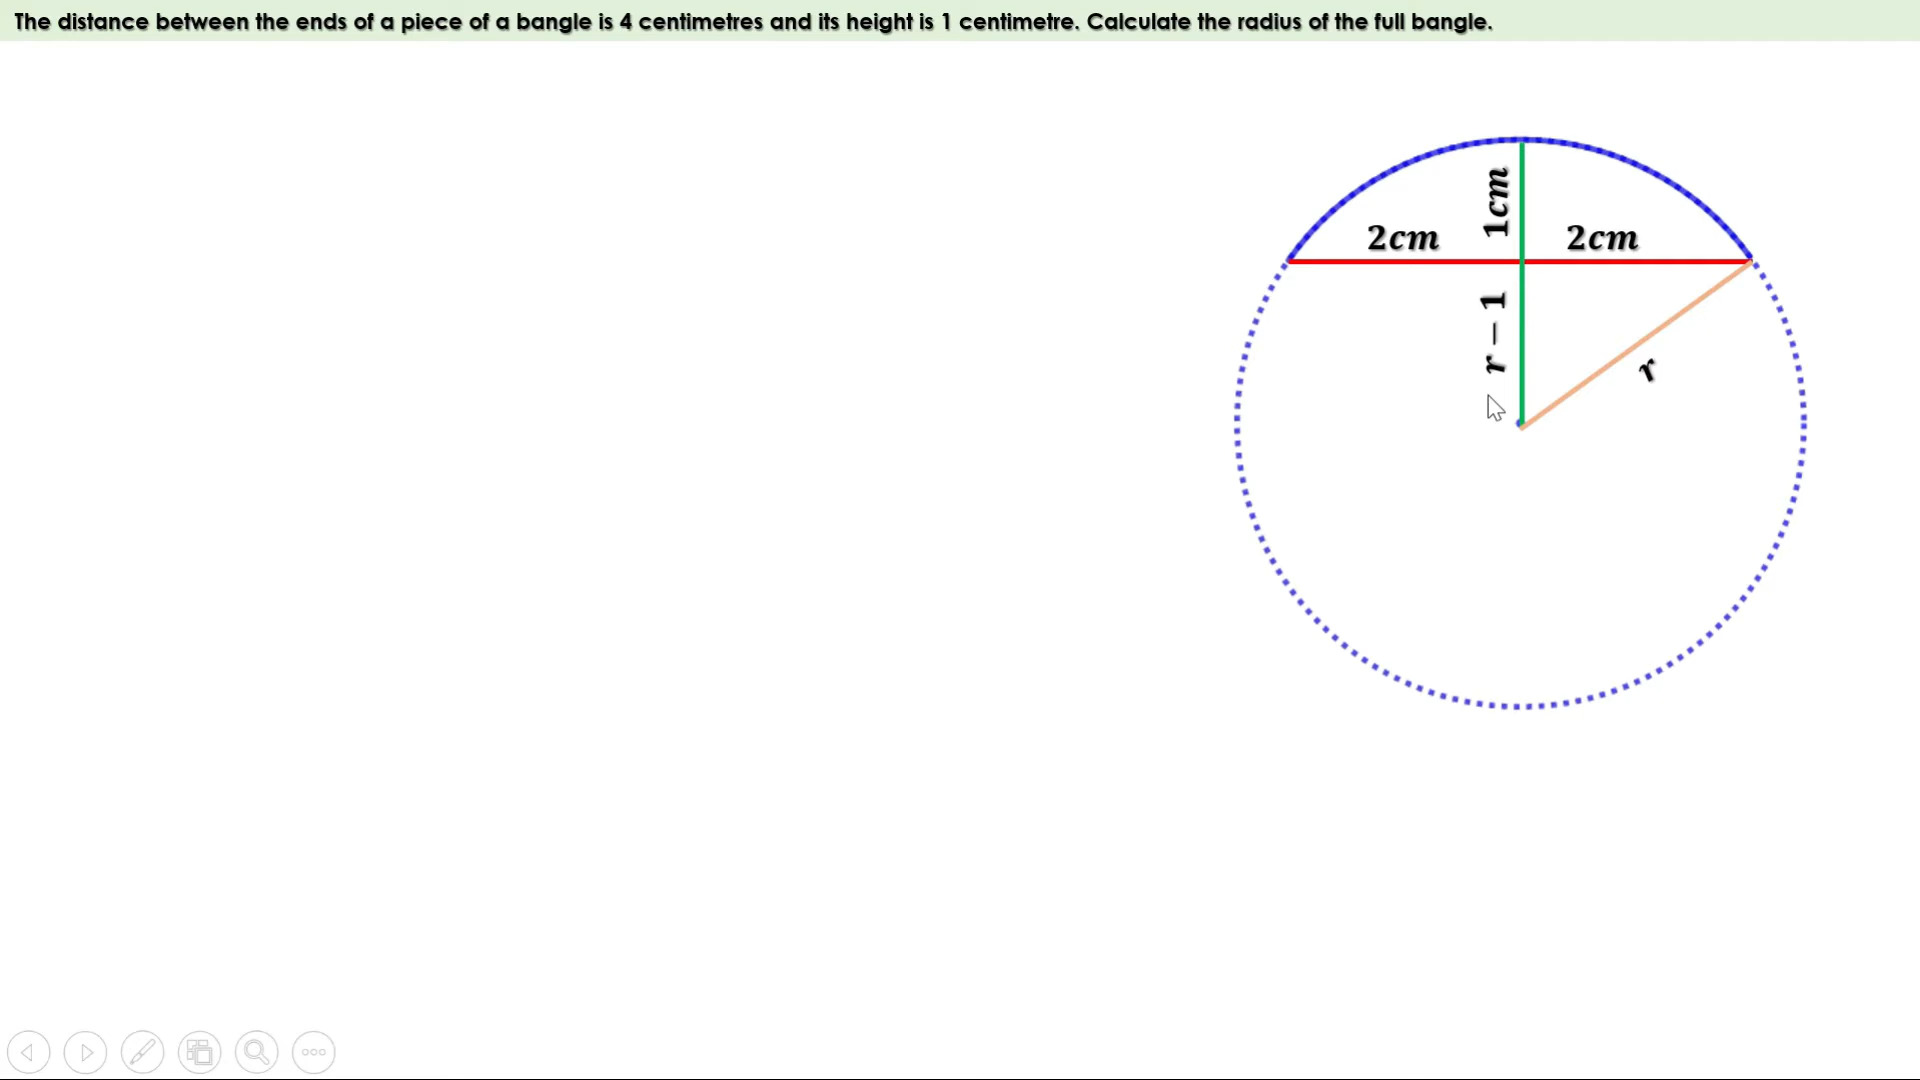 The distance between the ends of a piece of a bangle is 4 centimetres and its height is 1 centimetre. Calculate the radius of the full bangle.
1cm
2cm
2cm
r − 1
r